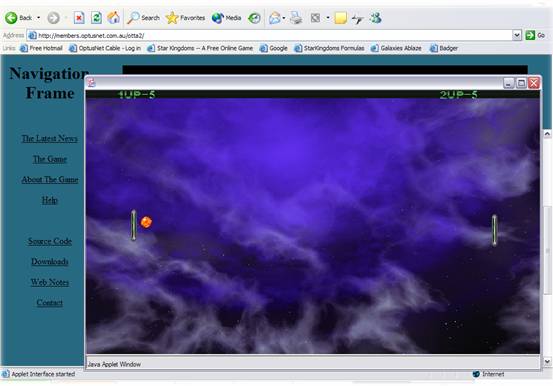 Back
Search
Favorites
Media
Address
http://members.optusnet.com.au/otta2/
Go
Links
Free Hotmail
OptusNet Cable - Log in
Star Kingdoms -- A Free Online Game
Google
StarKingdoms Formulas
Galaxies Ablaze
Badger
Navigation
Frame
The Latest News
The Game
About The Game
Help
Source Code
Downloads
Web Notes
Contact
1UP-5
2UP-5
Java Applet Window
Applet Interface started
Internet